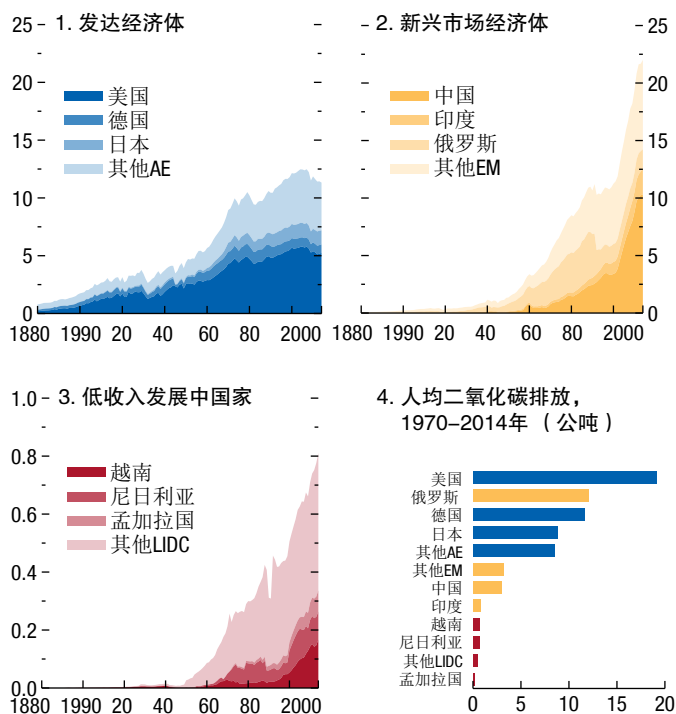 1. 发达经济体
25
20
15
10
5
0
美国
德国
日本
其他AE
1880 1990 20 40 60 80 2000
2. 新兴市场经济体
25
20
15
10
5
0
中国
印度
俄罗斯
其他EM
1880 1990 20 40 60 80 2000
3. 低收入发展中国家
1.0
0.8
0.6
0.4
0.2
0.0
越南
尼日利亚
孟加拉国
其他LIDC
1880 1990 20 40 60 80 2000
4. 人均二氧化碳排放，
1970–2014年（公吨）
美国
俄罗斯
德国
日本
其他AE
其他EM
中国
印度
越南
尼日利亚
其他LIDC
孟加拉国
0 5 10 15 20